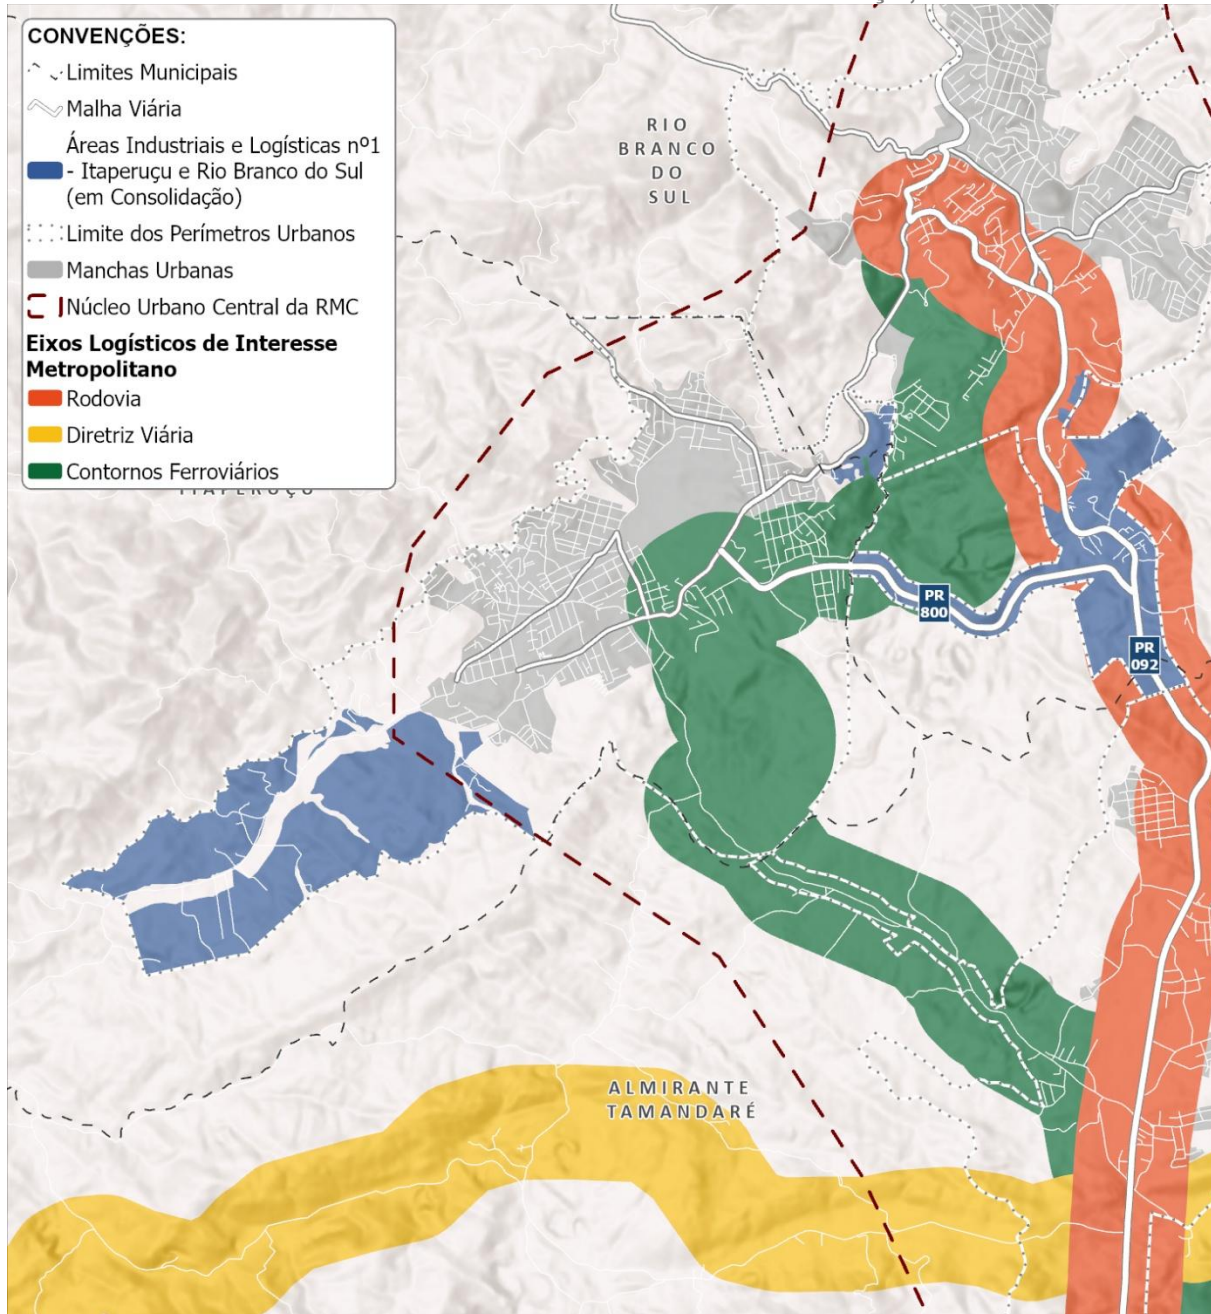 CONVENÇÕES:
Limites Municipais
Malha Viária
Áreas Industriais e Logísticas nº1
- Itaperuçu e Rio Branco do Sul
(em Consolidação)
Limite dos Perímetros Urbanos
Manchas Urbanas
Núcleo Urbano Central da RMC
Eixos Logísticos de Interesse
Metropolitano
Rodovia
Diretriz Viária
Contornos Ferroviários
RIO
BRANCO
DO
SUL
PR
800
PR
092
ALMIRANTE
TAMANDARÉ